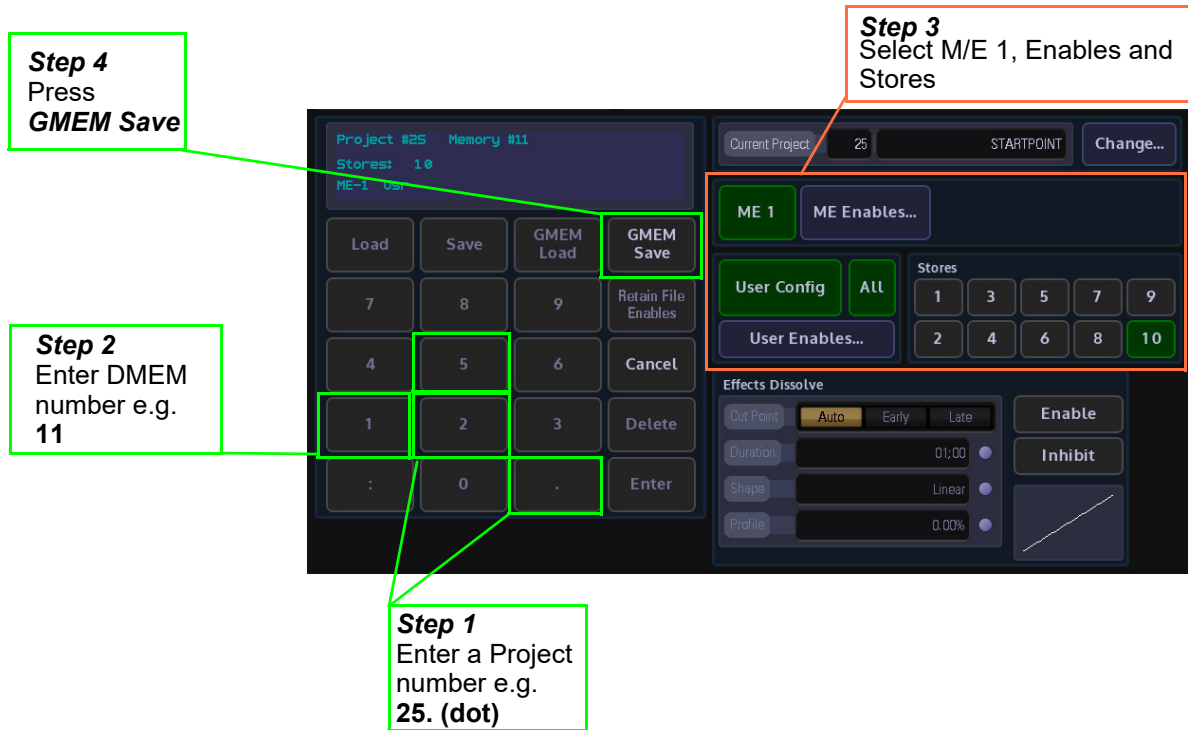 Step 3
Select M/E 1, Enables and
Stores
Step 4
Press
GMEM Save
Project #25 Memory #11
Stores: 10
ME-1 Usr
Current Project 25 STARTPOINT Change...
ME 1 ME Enables...
Load Save GMEM Load GMEM Save
User Config All
Stores
1 3 5 7 9
2 4 6 8 10
User Enables...
7 8 9 Retain File Enables
4 5 6 Cancel
1 2 3 Delete
: 0 . Enter
Step 2
Enter DMEM
number e.g.
11
Effects Dissolve
Cut Point Auto Early Late Enable
Duration 01;00 Inhibit
Shape Linear
Profile 0.00%
Step 1
Enter a Project
number e.g.
25. (dot)